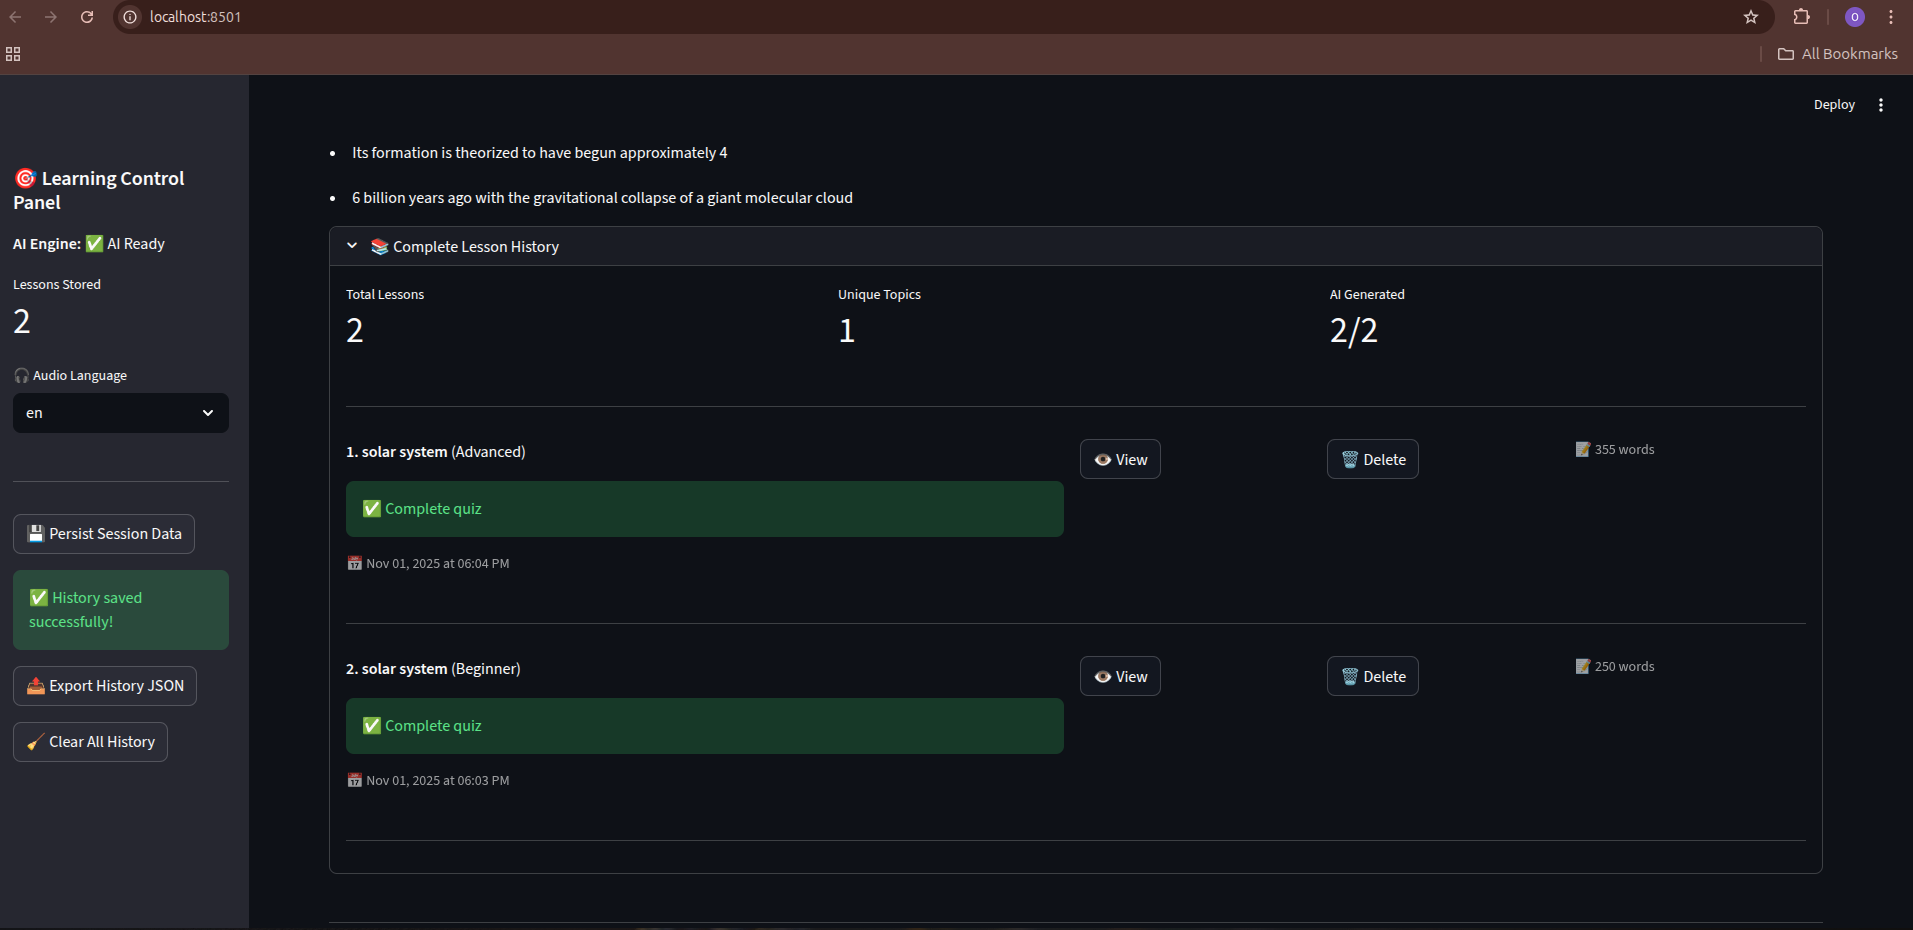 localhost:8501
O
All Bookmarks
Deploy
🎯 Learning Control
Panel
AI Engine: ✅ AI Ready
Lessons Stored
2
🎧 Audio Language
en
💾 Persist Session Data
✅ History saved
successfully!
📤 Export History JSON
🧹 Clear All History
• Its formation is theorized to have begun approximately 4
• 6 billion years ago with the gravitational collapse of a giant molecular cloud
📚 Complete Lesson History
Total Lessons
2
Unique Topics
1
AI Generated
2/2
1. solar system (Advanced)
👁️ View
🗑️ Delete
📝 355 words
✅ Complete quiz
📅 Nov 01, 2025 at 06:04 PM
2. solar system (Beginner)
👁️ View
🗑️ Delete
📝 250 words
✅ Complete quiz
📅 Nov 01, 2025 at 06:03 PM